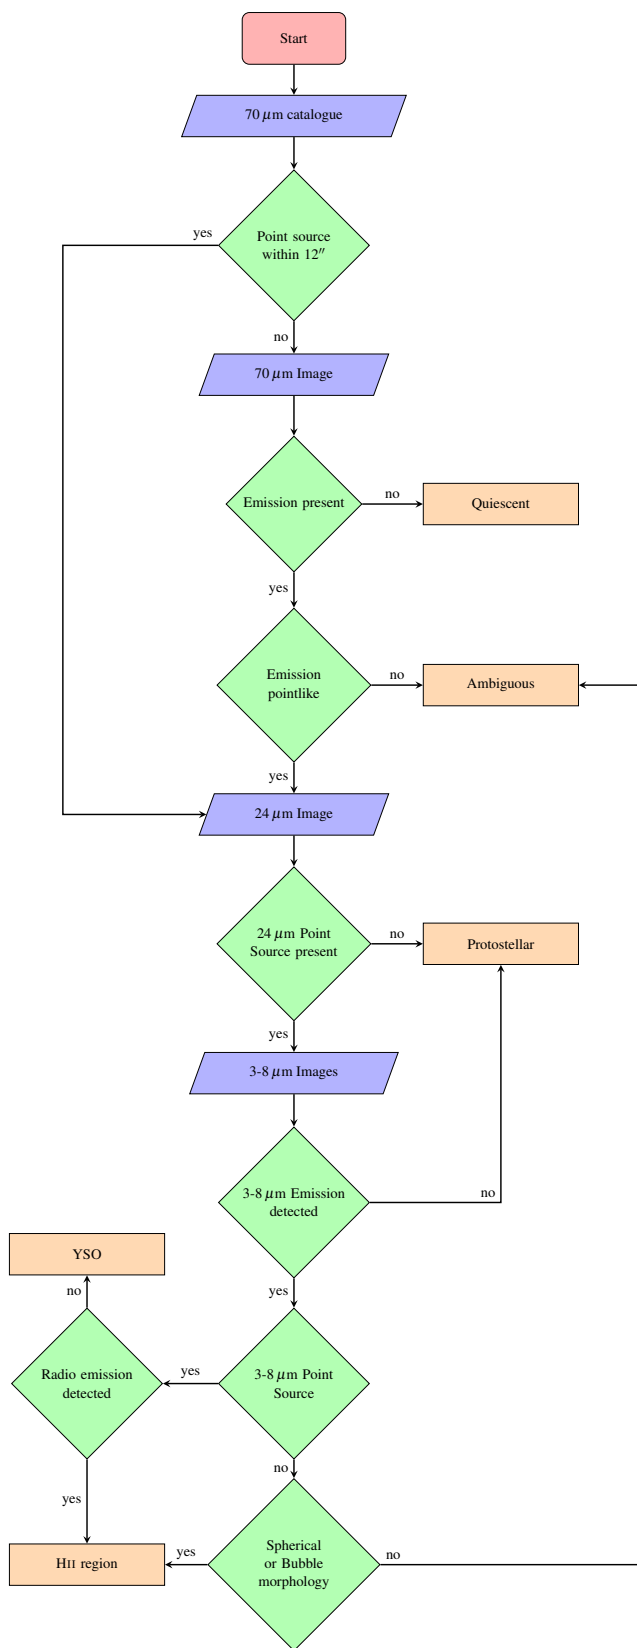 Start
70 μm catalogue
yes
Point source
within 12″
no
70 μm Image
Emission present
no
Quiescent
yes
Emission
pointlike
no
Ambiguous
yes
24 μm Image
24 μm Point
Source present
no
Protostellar
yes
3-8 μm Images
3-8 μm Emission
detected
no
YSO
no
yes
Radio emission
detected
yes
3-8 μm Point
Source
no
yes
HII region
yes
Spherical
or Bubble
morphology
no